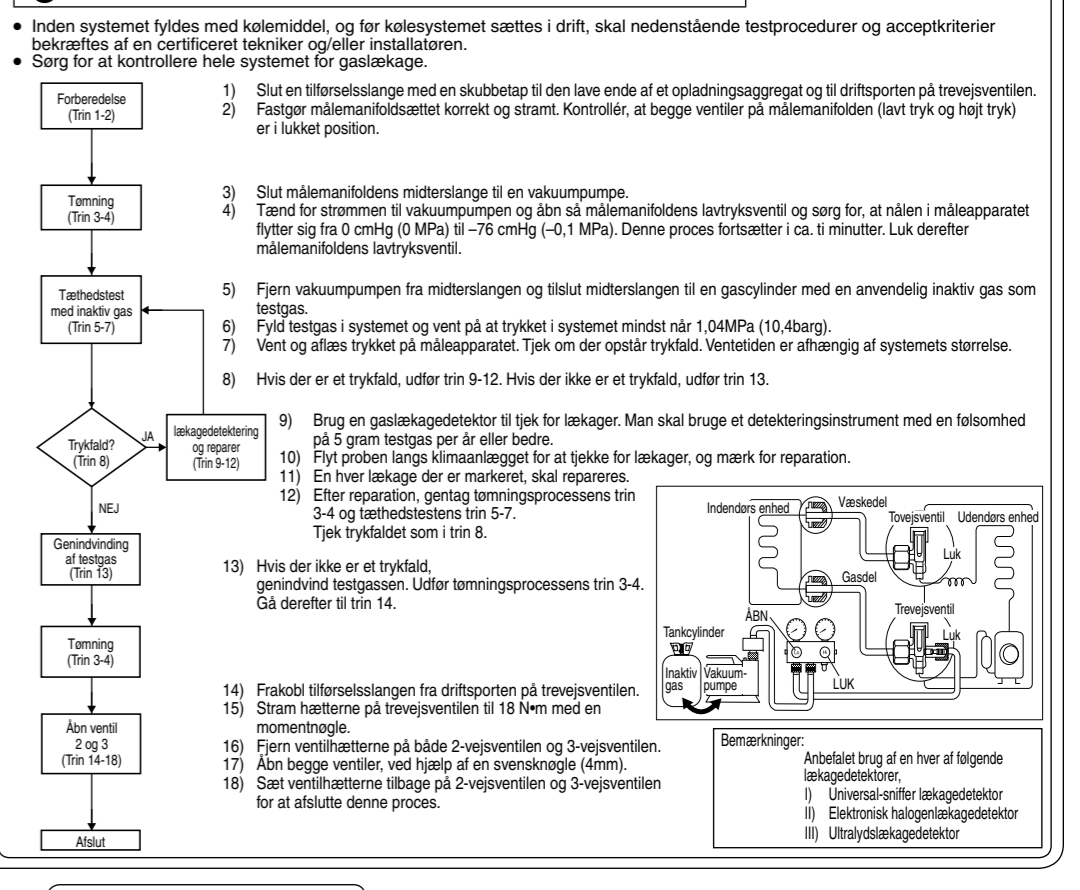 • Inden systemet fyldes med kølemiddel, og før kølesystemet sættes i drift, skal nedenstående testprocedurer og acceptkriterier
bekræftes af en certificeret tekniker og/eller installatøren.
• Sørg for at kontrollere hele systemet for gaslækage.
Forberedelse
(Trin 1-2)
1) Slut en tilførselsslange med en skubbetap til den lave ende af et opladningsaggregat og til driftsporten på trevejsventilen.
2) Fastgør målemanifoldsættet korrekt og stramt. Kontrollér, at begge ventiler på målemanifolden (lavt tryk og højt tryk)
er i lukket position.
Tømning
(Trin 3-4)
3) Slut målemanifoldens midterslange til en vakuumpumpe.
4) Tænd for strømmen til vakuumpumpen og åbn så målemanifoldens lavtryksventil og sørg for, at nålen i måleapparatet
flytter sig fra 0 cmHg (0 MPa) til –76 cmHg (–0,1 MPa). Denne proces fortsætter i ca. ti minutter. Luk derefter
målemanifoldens lavtryksventil.
Tæthedstest
med inaktiv gas
(Trin 5-7)
5) Fjern vakuumpumpen fra midterslangen og tilslut midterslangen til en gascylinder med en anvendelig inaktiv gas som
testgas.
6) Fyld testgas i systemet og vent på at trykket i systemet mindst når 1,04MPa (10,4barg).
7) Vent og aflæs trykket på måleapparatet. Tjek om der opstår trykfald. Ventetiden er afhængig af systemets størrelse.
8) Hvis der er et trykfald, udfør trin 9-12. Hvis der ikke er et trykfald, udfør trin 13.
Trykfald?
(Trin 8)
JA
NEJ
lækagedetektering
og reparer
(Trin 9-12)
9) Brug en gaslækagedetektor til tjek for lækager. Man skal bruge et detekteringsinstrument med en følsomhed
på 5 gram testgas per år eller bedre.
10) Flyt proben langs klimaanlægget for at tjekke for lækager, og mærk for reparation.
11) En hver lækage der er markeret, skal repareres.
12) Efter reparation, gentag tømningsprocessens trin
3-4 og tæthedstestens trin 5-7.
Tjek trykfaldet som i trin 8.
Genindvinding
af testgas
(Trin 13)
13) Hvis der ikke er et trykfald,
genindvind testgassen. Udfør tømningsprocessens trin 3-4.
Gå derefter til trin 14.
Tømning
(Trin 3-4)
Åbn ventil
2 og 3
(Trin 14-18)
14) Frakobl tilførselsslangen fra driftsporten på trevejsventilen.
15) Stram hætterne på trevejsventilen til 18 N•m med en
momentnøgle.
16) Fjern ventilhætterne på både 2-vejsventilen og 3-vejsventilen.
17) Åbn begge ventiler, ved hjælp af en svensknøgle (4mm).
18) Sæt ventilhætterne tilbage på 2-vejsventilen og 3-vejsventilen
for at afslutte denne proces.
Afslut
Indendørs enhed
Væskedel
Tovejsventil
Udendørs enhed
Luk
Gasdel
Trevejsventil
Luk
ÅBN
Tankcylinder
Inaktiv
gas
Vakuum-
pumpe
Lo
Hi
LUK
Bemærkninger:
Anbefalet brug af en hver af følgende
lækagedetektorer,
I) Universal-sniffer lækagedetektor
II) Elektronisk halogenlækagedetektor
III) Ultralydslækagedetektor